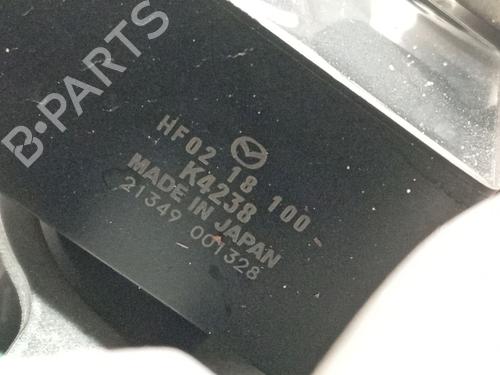 B-PARTS
HF02 18 100-
K4238
MADE IN JAPAN
21349 001328